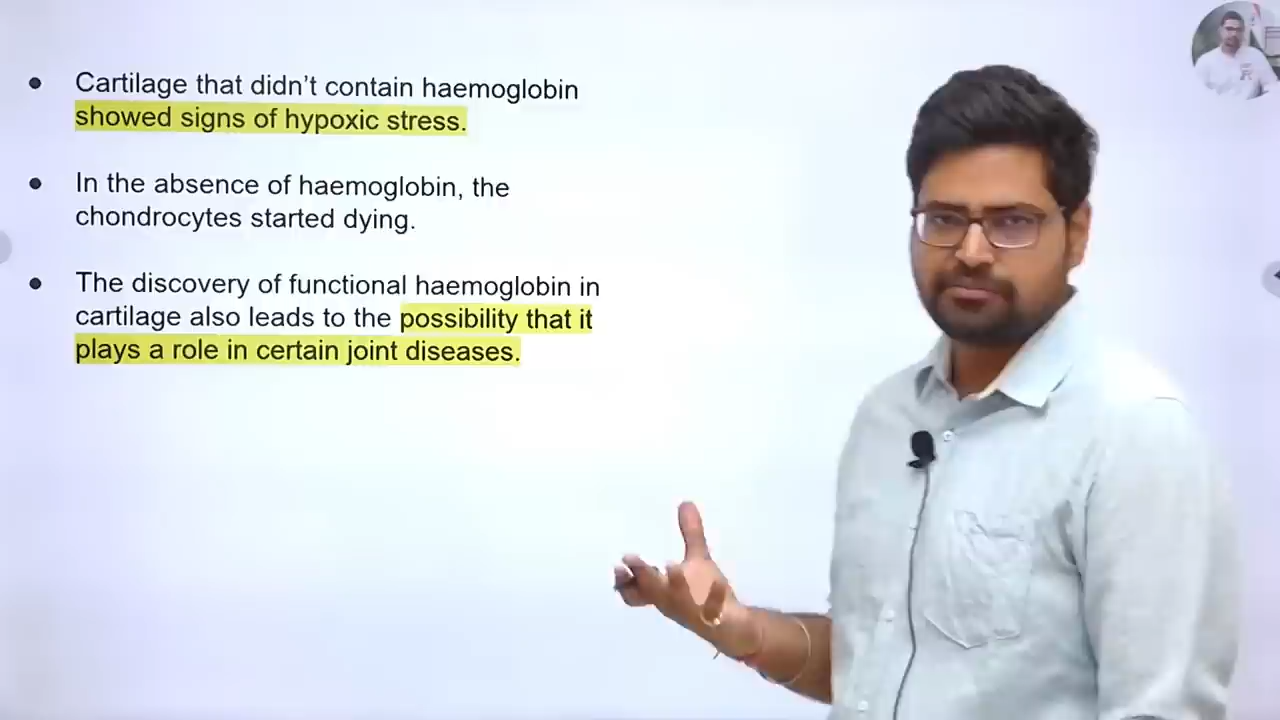 • Cartilage that didn’t contain haemoglobin
showed signs of hypoxic stress.
• In the absence of haemoglobin, the
chondrocytes started dying.
• The discovery of functional haemoglobin in
cartilage also leads to the possibility that it
plays a role in certain joint diseases.